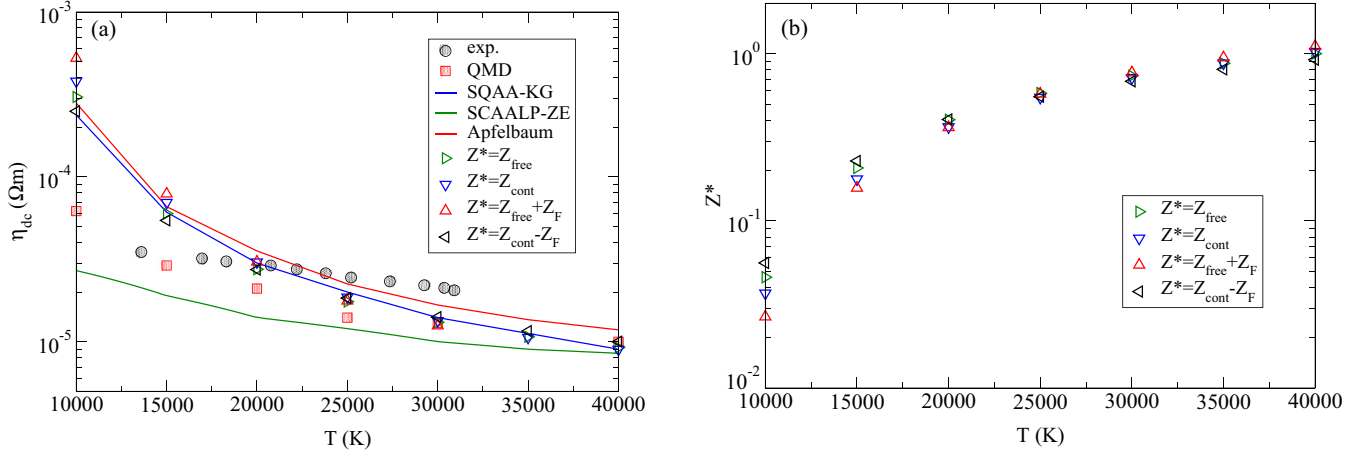 (a)
10^-3
10^-4
10^-5
η_dc (Ωm)
exp.
QMD
SQAA-KG
SCAALP-ZE
Apfelbaum
Z*=Z_free
Z*=Z_cont
Z*=Z_free+Z_F
Z*=Z_cont-Z_F
10000 15000 20000 25000 30000 35000 40000
T (K)
(b)
10^0
10^-1
10^-2
Z*
Z*=Z_free
Z*=Z_cont
Z*=Z_free+Z_F
Z*=Z_cont-Z_F
10000 15000 20000 25000 30000 35000 40000
T (K)